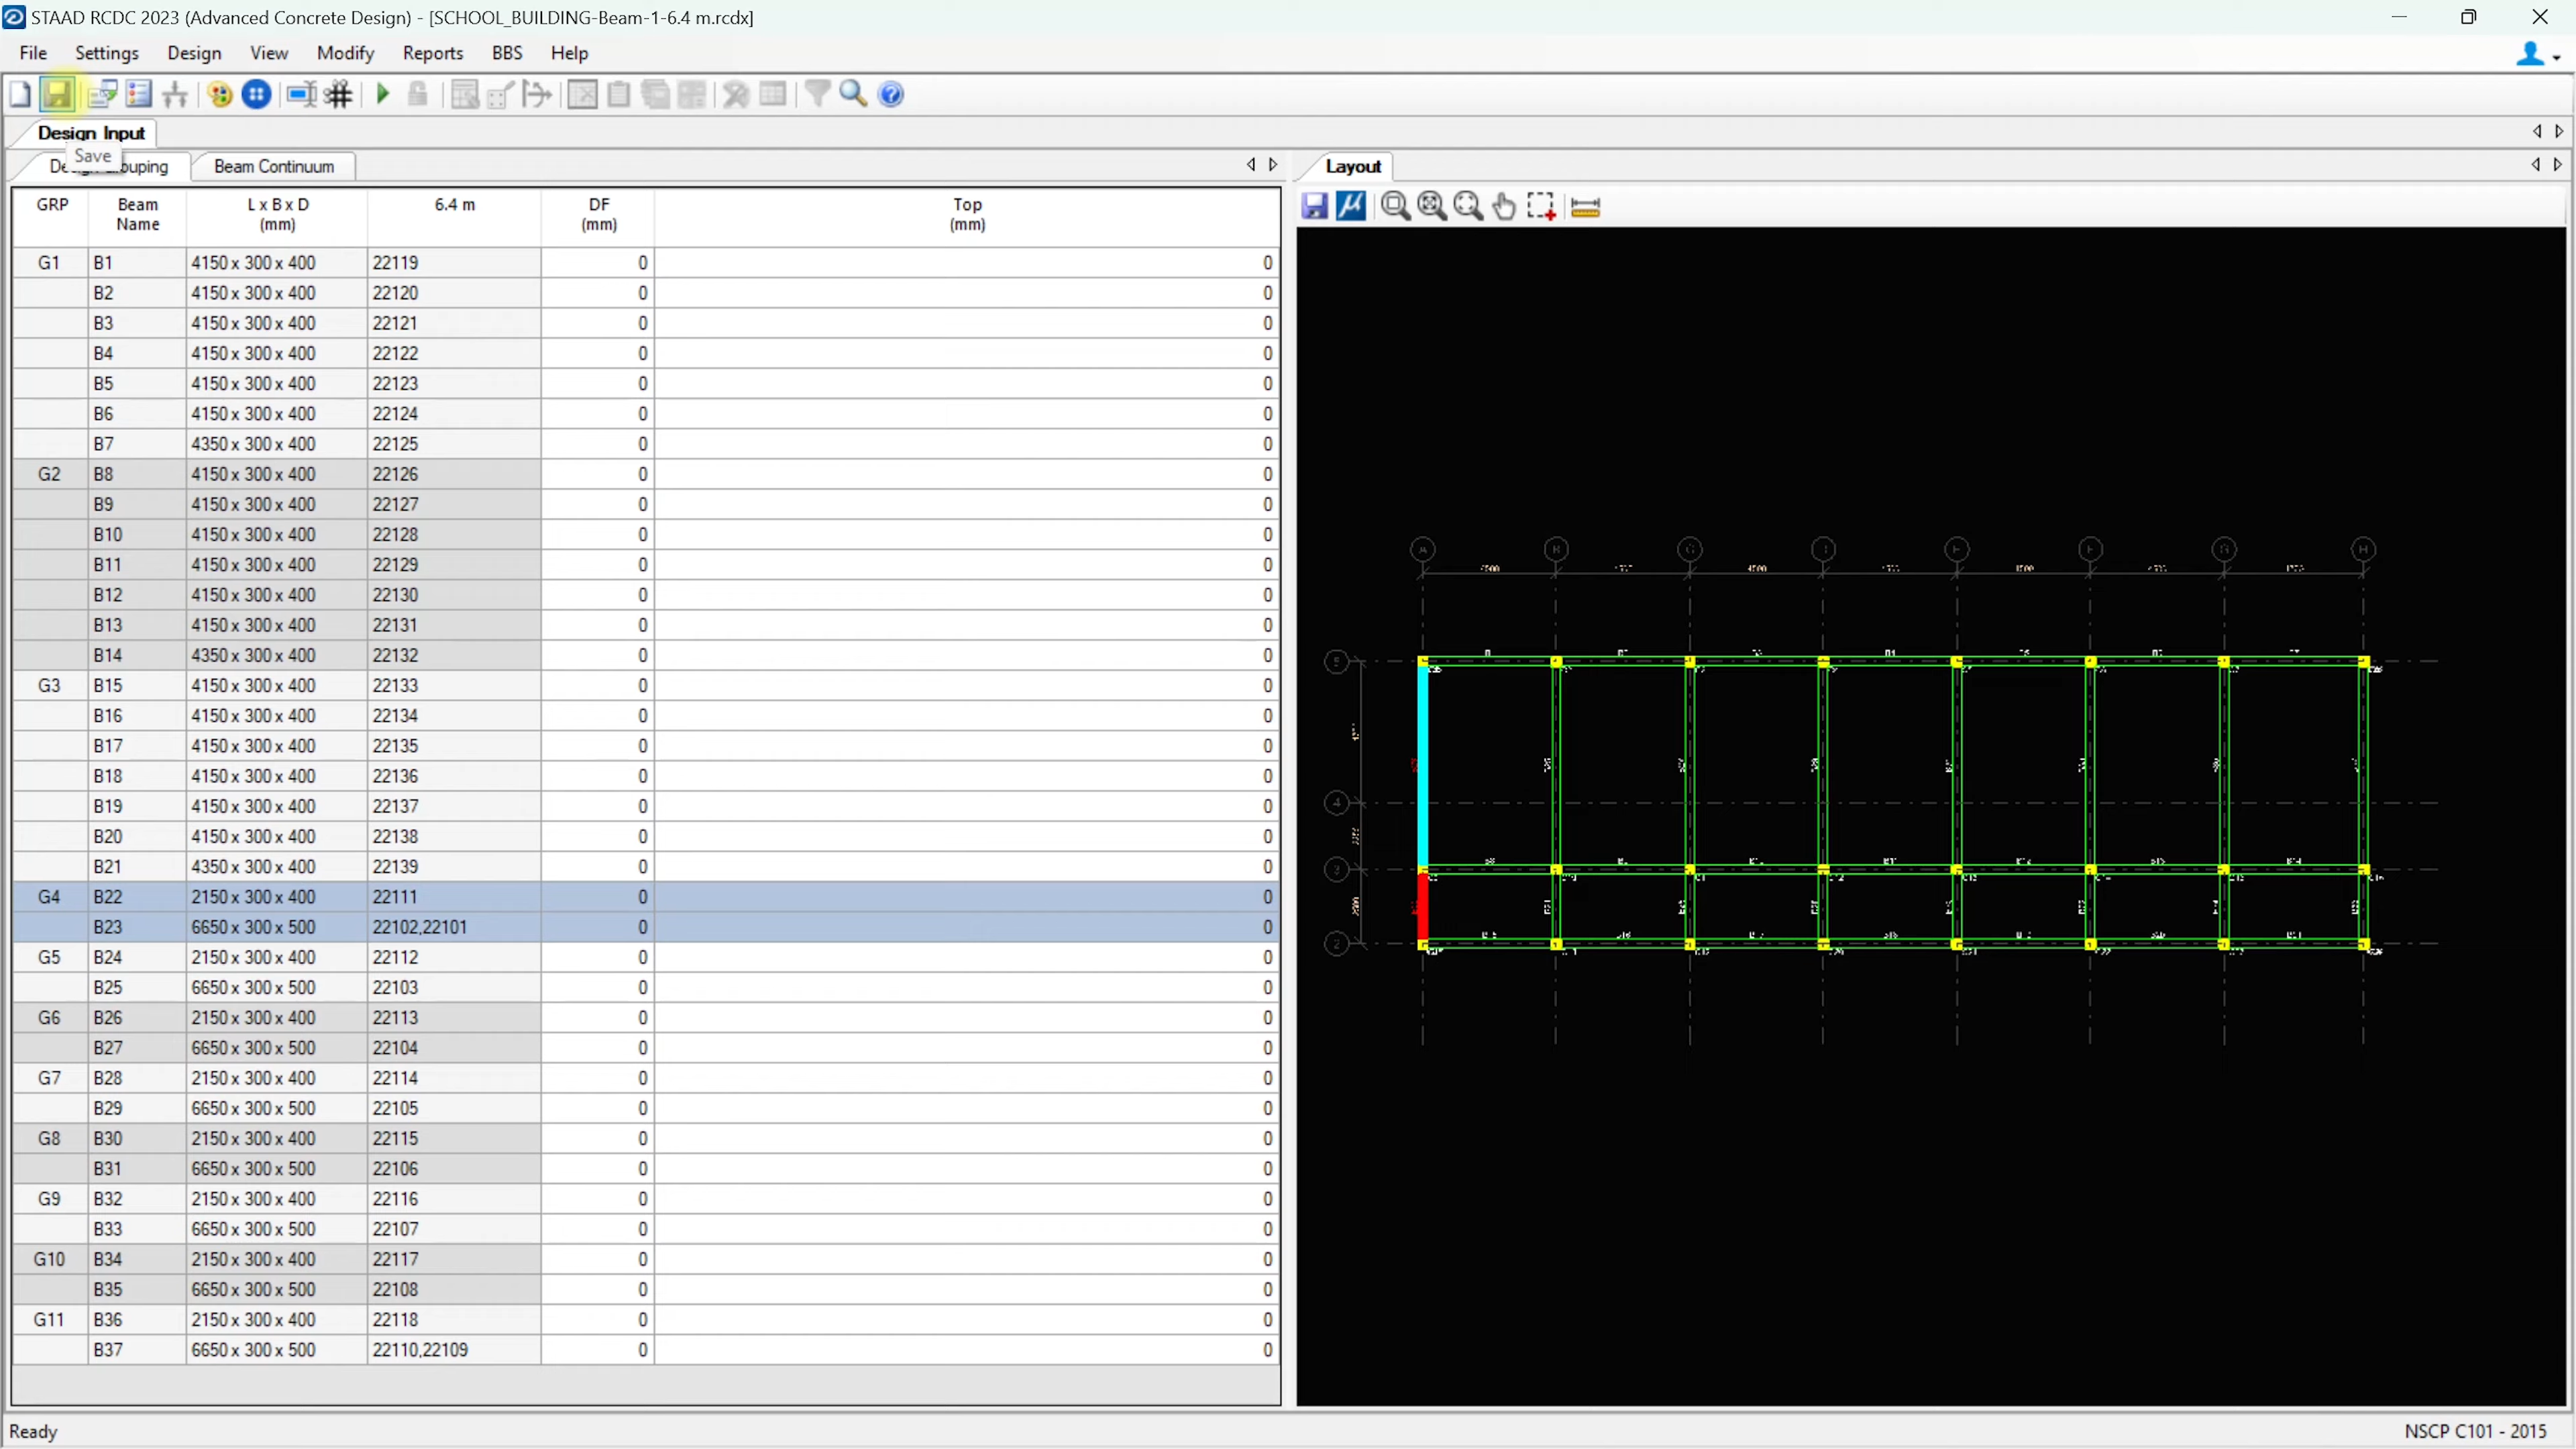 STAAD RCDC 2023 (Advanced Concrete Design) - [SCHOOL_BUILDING-Beam-1-6.4 m.rcdx]
File Settings Design View Modify Reports BBS Help
Design Input
Save
Beam Continuum
Layout
GRP Beam Name L x B x D (mm) 6.4 m DF (mm) Top (mm)
G1 B1 4150 x 300 x 400 22119 0 0
B2 4150 x 300 x 400 22120 0 0
B3 4150 x 300 x 400 22121 0 0
B4 4150 x 300 x 400 22122 0 0
B5 4150 x 300 x 400 22123 0 0
B6 4150 x 300 x 400 22124 0 0
B7 4350 x 300 x 400 22125 0 0
G2 B8 4150 x 300 x 400 22126 0 0
B9 4150 x 300 x 400 22127 0 0
B10 4150 x 300 x 400 22128 0 0
B11 4150 x 300 x 400 22129 0 0
B12 4150 x 300 x 400 22130 0 0
B13 4150 x 300 x 400 22131 0 0
B14 4350 x 300 x 400 22132 0 0
G3 B15 4150 x 300 x 400 22133 0 0
B16 4150 x 300 x 400 22134 0 0
B17 4150 x 300 x 400 22135 0 0
B18 4150 x 300 x 400 22136 0 0
B19 4150 x 300 x 400 22137 0 0
B20 4150 x 300 x 400 22138 0 0
B21 4350 x 300 x 400 22139 0 0
G4 B22 2150 x 300 x 400 22111 0 0
B23 6650 x 300 x 500 22102,22101 0 0
G5 B24 2150 x 300 x 400 22112 0 0
B25 6650 x 300 x 500 22103 0 0
G6 B26 2150 x 300 x 400 22113 0 0
B27 6650 x 300 x 500 22104 0 0
G7 B28 2150 x 300 x 400 22114 0 0
B29 6650 x 300 x 500 22105 0 0
G8 B30 2150 x 300 x 400 22115 0 0
B31 6650 x 300 x 500 22106 0 0
G9 B32 2150 x 300 x 400 22116 0 0
B33 6650 x 300 x 500 22107 0 0
G10 B34 2150 x 300 x 400 22117 0 0
B35 6650 x 300 x 500 22108 0 0
G11 B36 2150 x 300 x 400 22118 0 0
B37 6650 x 300 x 500 22110,22109 0 0
A
H
4
3
2
Ready NSCP C101 - 2015